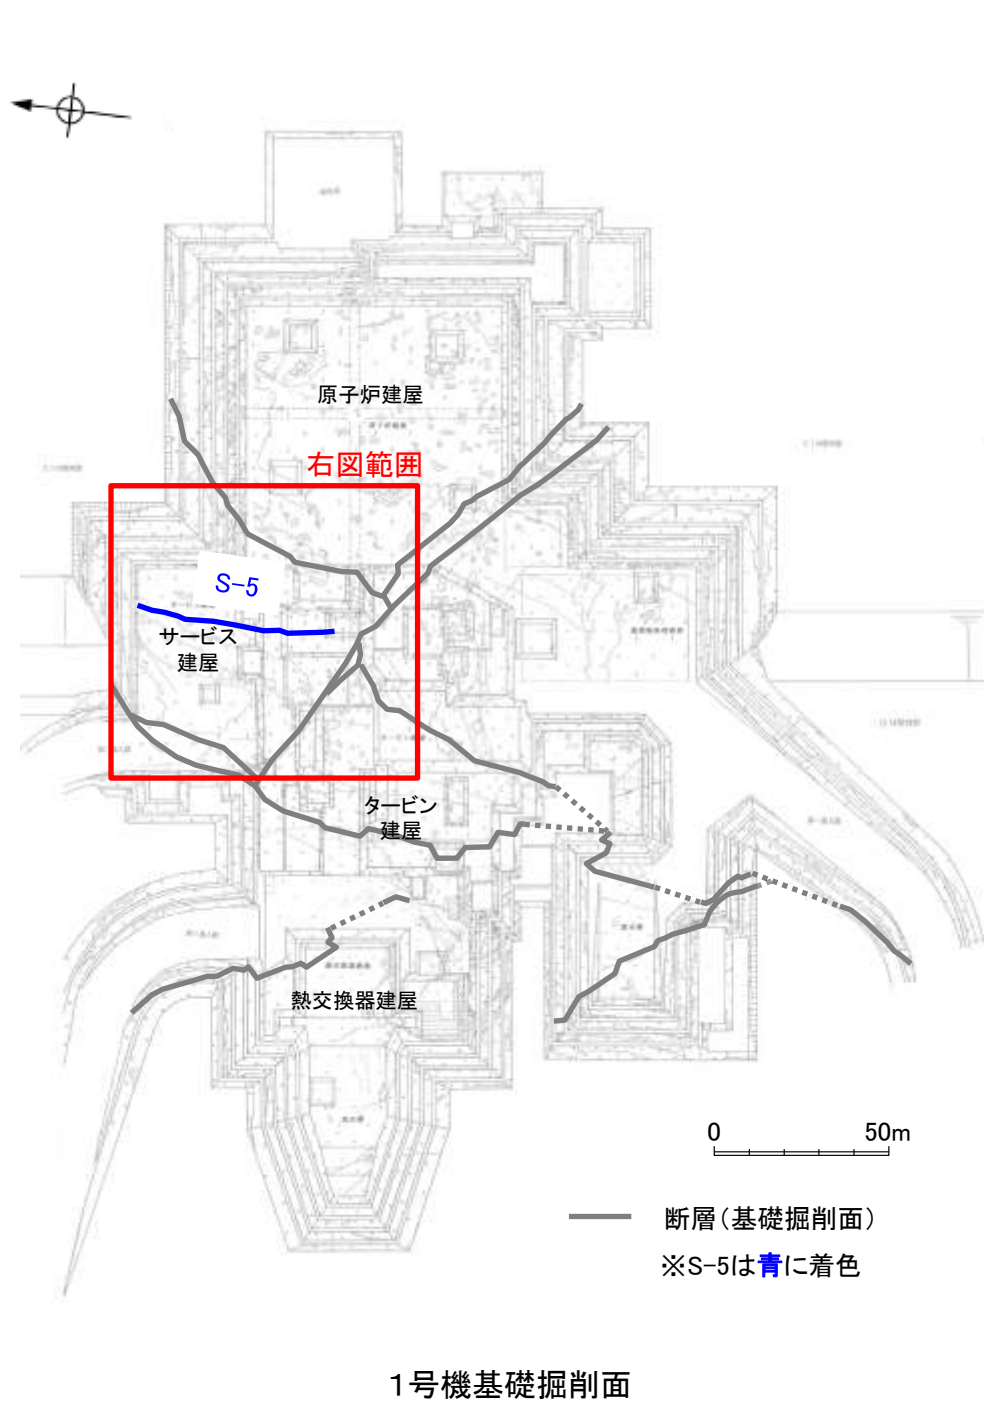 原子炉建屋
右図範囲
S-5
サービス
建屋
タービン
建屋
熱交換器建屋
0 50m
断層(基礎掘削面)
※S-5は青に着色
1号機基礎掘削面